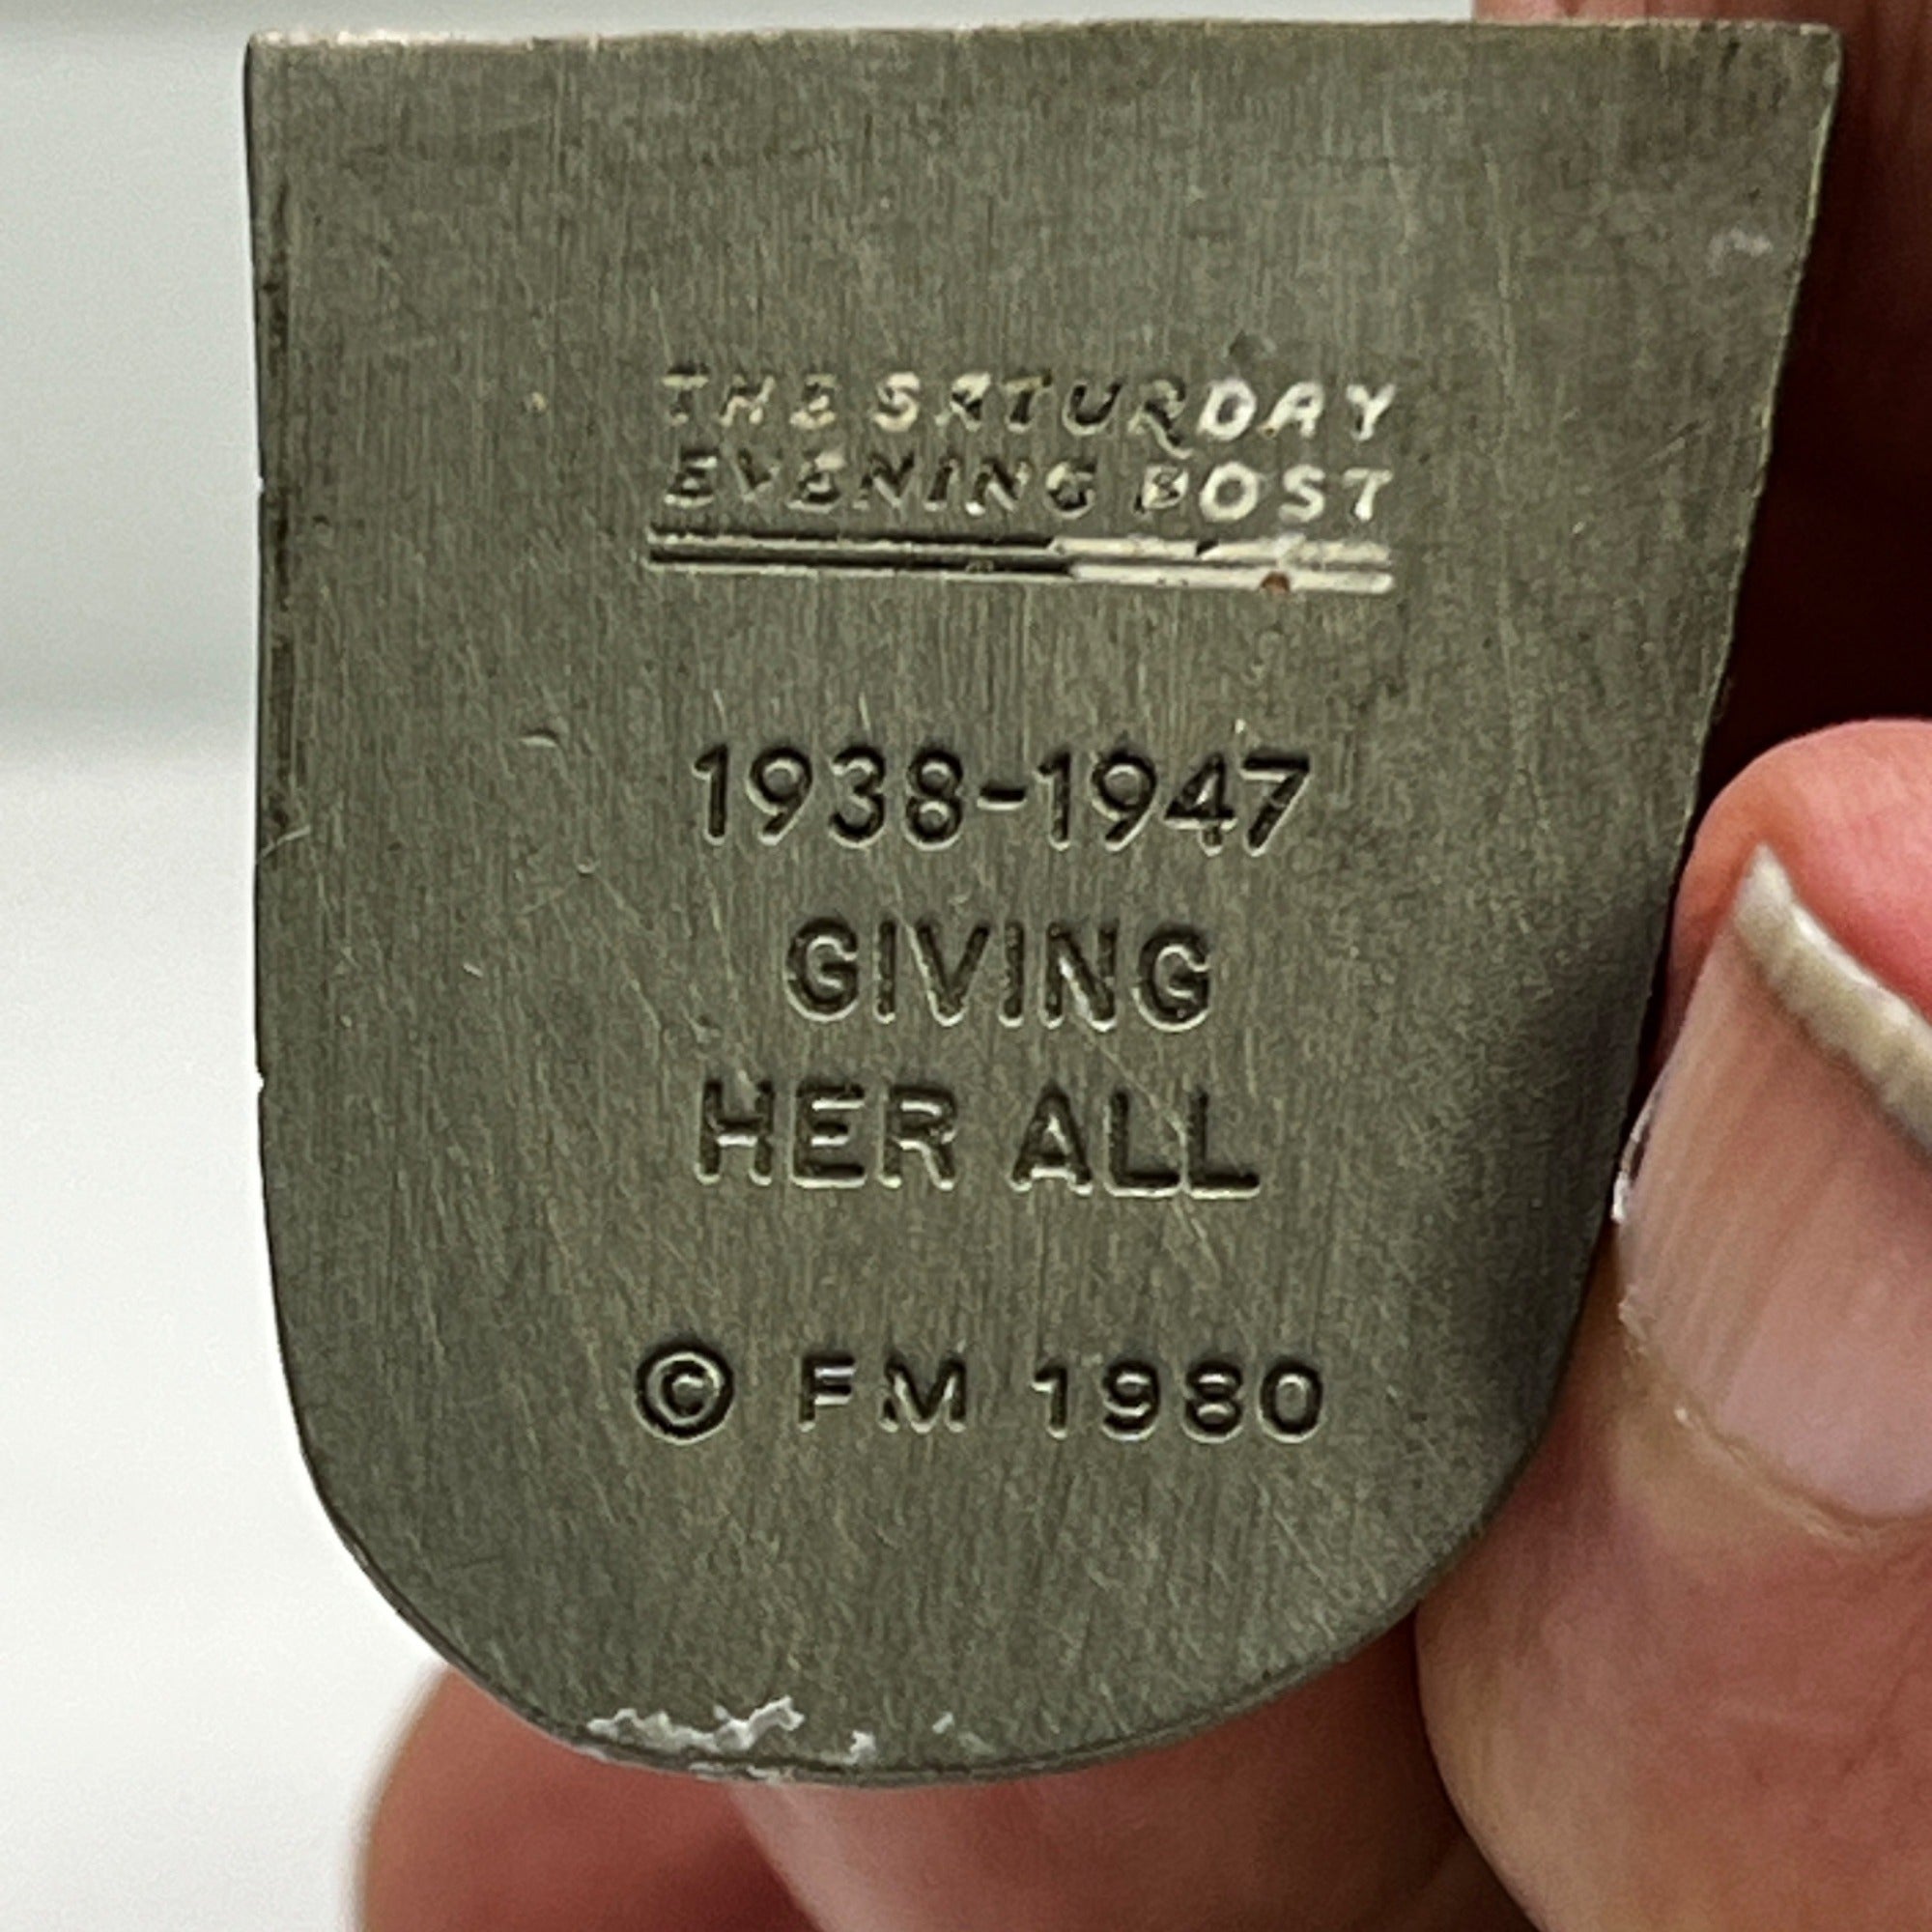 THE SATURDAY
EVENING POST
1938-1947
GIVING
HER ALL
© FM 1980